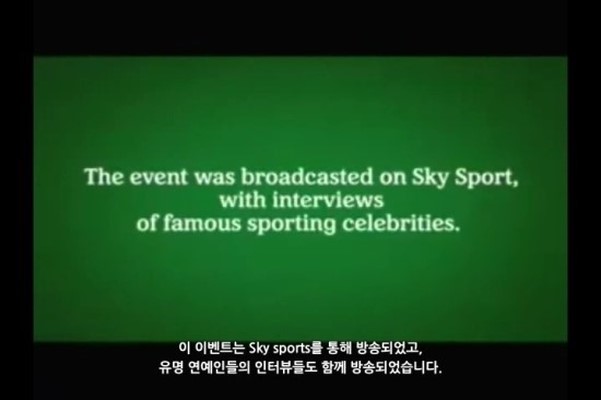 The event was broadcasted on Sky Sport,
with interviews
of famous sporting celebrities.
이 이벤트는 Sky sports를 통해 방송되었고,
유명 연예인들의 인터뷰들도 함께 방송되었습니다.